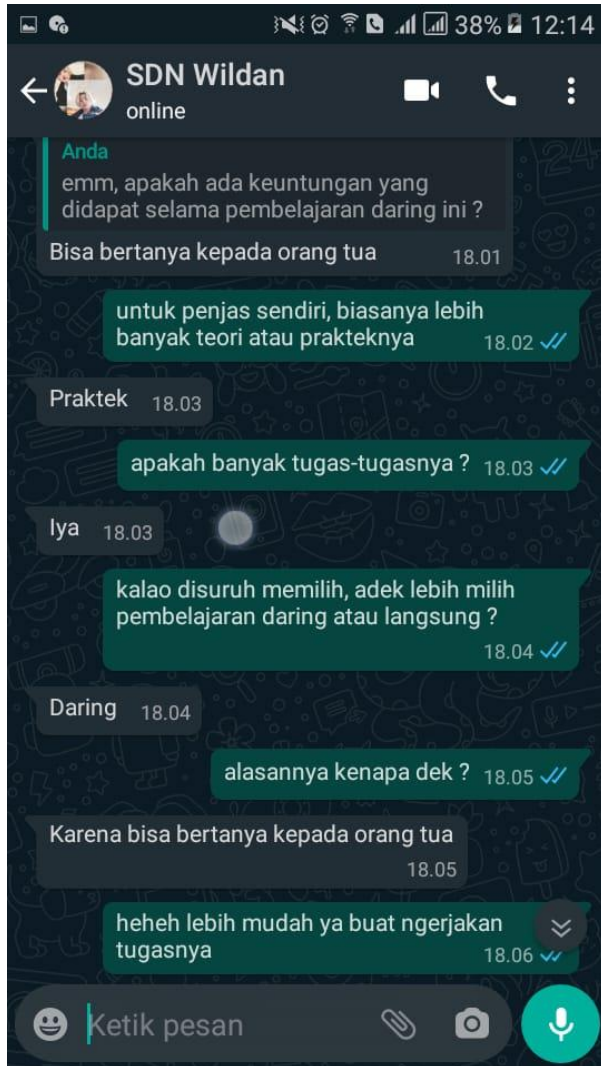 38% 12:14
SDN Wildan
online
Anda
emm, apakah ada keuntungan yang
didapat selama pembelajaran daring ini ?
Bisa bertanya kepada orang tua 18.01
untuk penjas sendiri, biasanya lebih
banyak teori atau prakteknya 18.02
Praktek 18.03
apakah banyak tugas-tugasnya ? 18.03
Iya 18.03
kalao disuruh memilih, adek lebih milih
pembelajaran daring atau langsung ?
18.04
Daring 18.04
alasannya kenapa dek ? 18.05
Karena bisa bertanya kepada orang tua
18.05
heheh lebih mudah ya buat ngerjakan
tugasnya 18.06
Ketik pesan